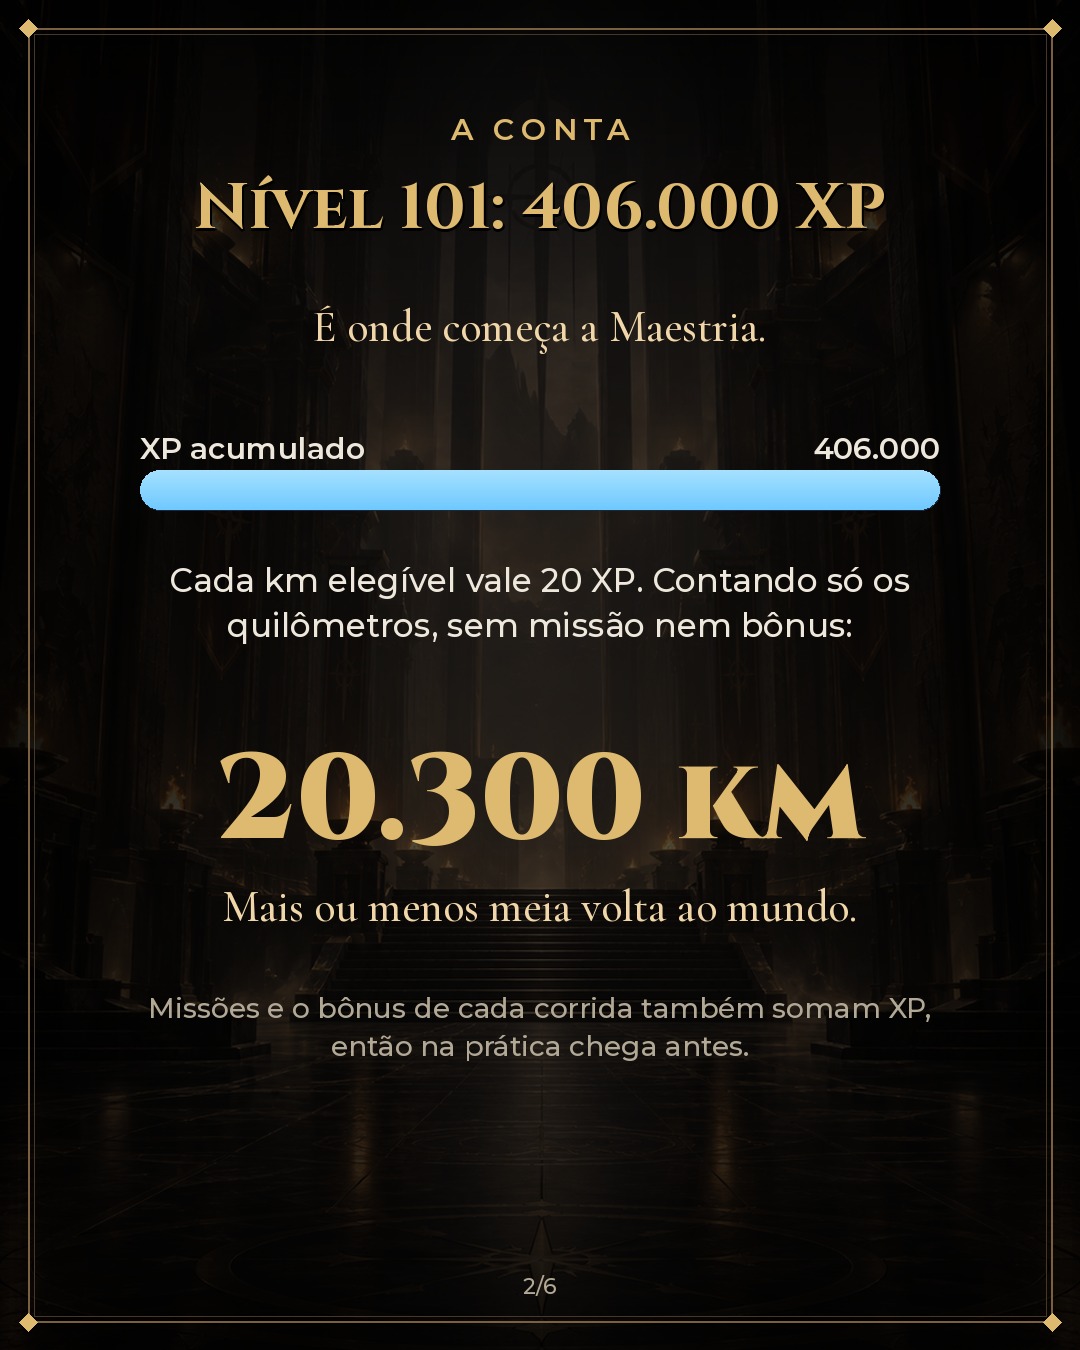 A CONTA
Nível 101: 406.000 XP
É onde começa a Maestria.
XP acumulado 406.000
Cada km elegível vale 20 XP. Contando só os
quilômetros, sem missão nem bônus:
20.300 km
Mais ou menos meia volta ao mundo.
Missões e o bônus de cada corrida também somam XP,
então na prática chega antes.
2/6